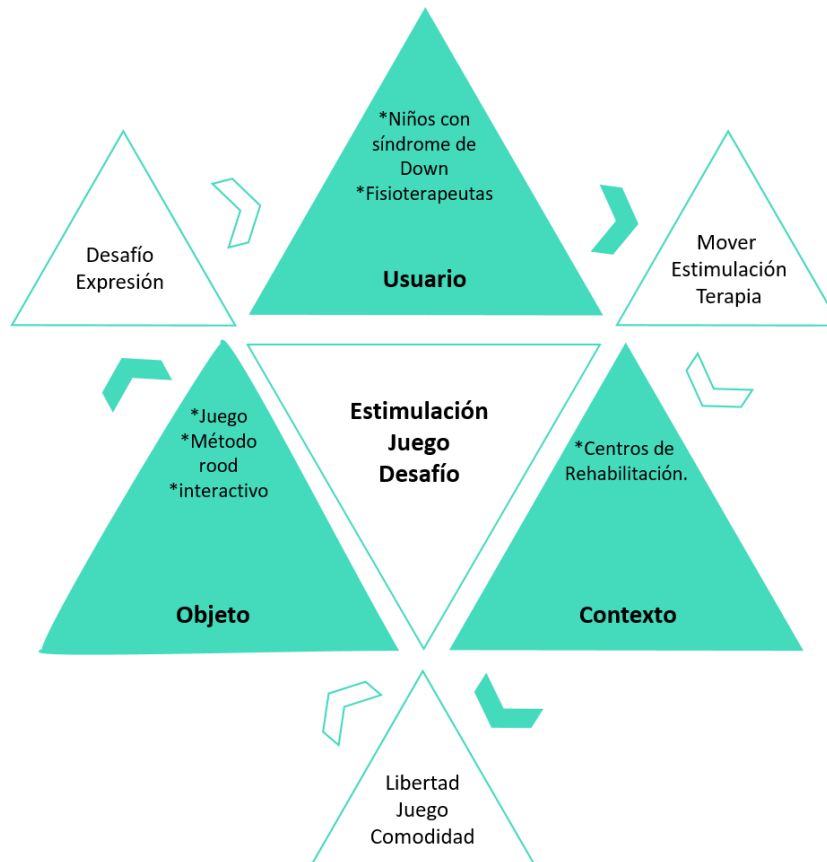 *Niños con
síndrome de
Down
*Fisioterapeutas
Usuario
Desafío
Expresión
Mover
Estimulación
Terapia
Estimulación
Juego
Desafío
*Juego
*Método
rood
*interactivo
Objeto
*Centros de
Rehabilitación.
Contexto
Libertad
Juego
Comodidad